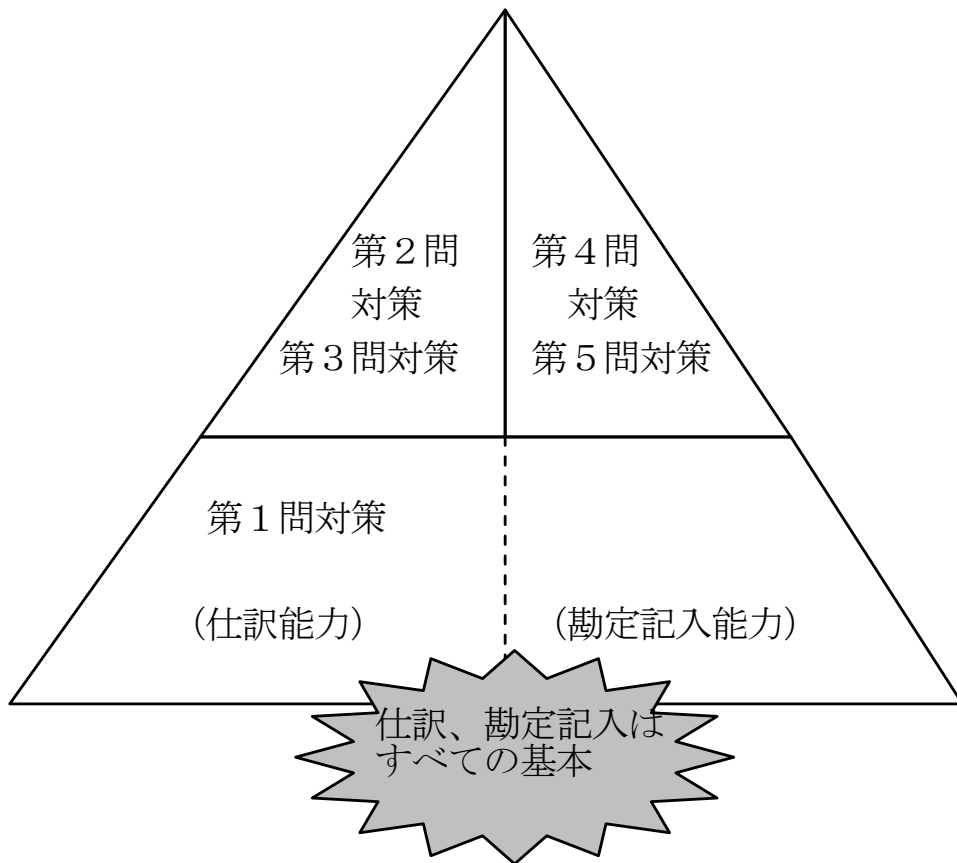 第２問
対策
第３問対策
第４問
対策
第５問対策
第１問対策
（仕訳能力）
（勘定記入能力）
仕訳、勘定記入は
すべての基本